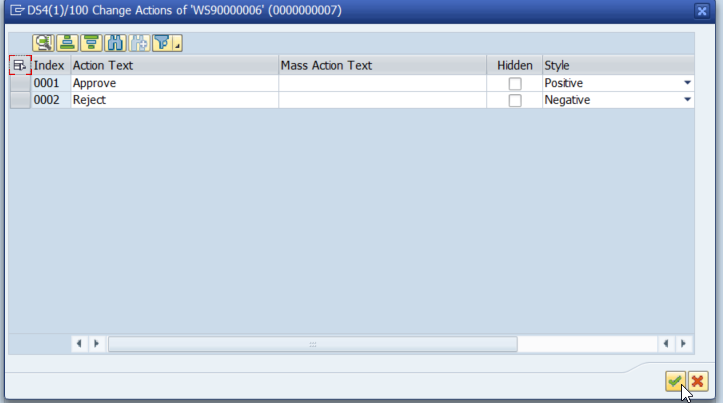 DS4(1)/100 Change Actions of 'WS90000006' (0000000007)
Index Action Text Mass Action Text Hidden Style
0001 Approve Positive
0002 Reject Negative